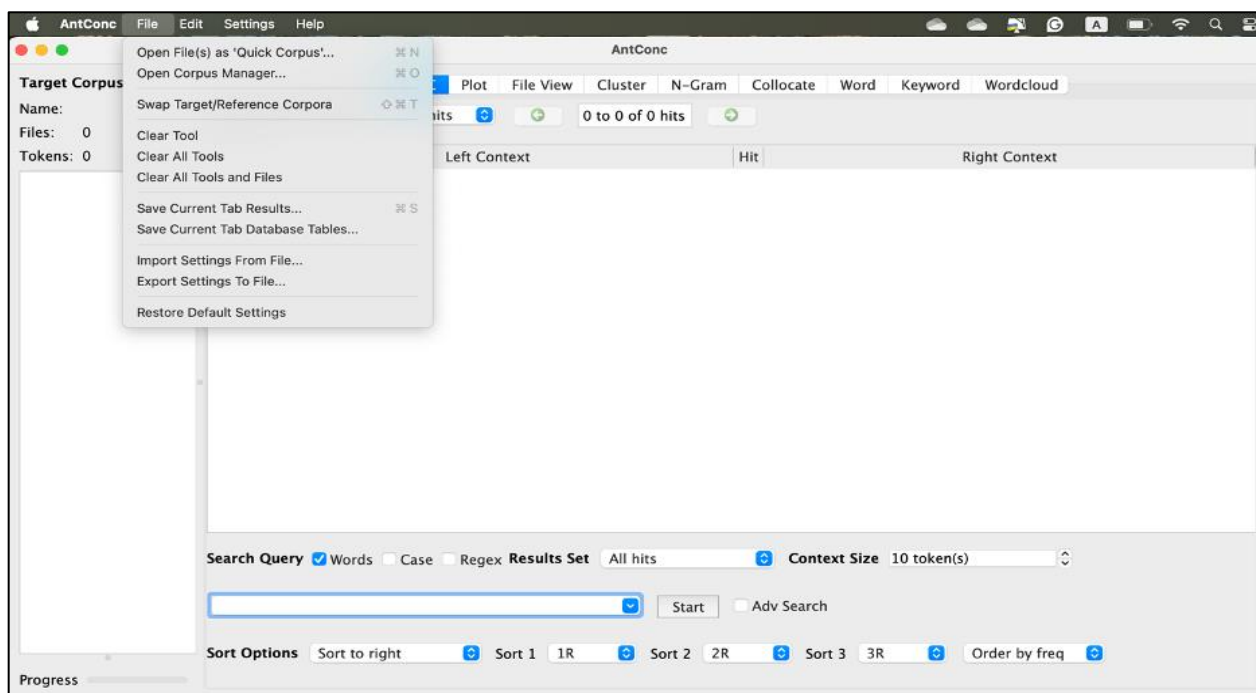 AntConc File Edit Settings Help
AntConc
Open File(s) as 'Quick Corpus'... ⌘ N
Open Corpus Manager... ⌘ O
Swap Target/Reference Corpora ⇧ ⌘ T
Clear Tool
Clear All Tools
Clear All Tools and Files
Save Current Tab Results... ⌘ S
Save Current Tab Database Tables...
Import Settings From File...
Export Settings To File...
Restore Default Settings
Target Corpus
Name:
Files: 0
Tokens: 0
Plot File View Cluster N-Gram Collocate Word Keyword Wordcloud
0 to 0 of 0 hits
Left Context Hit Right Context
Search Query Words Case Regex Results Set All hits Context Size 10 token(s)
Start Adv Search
Sort Options Sort to right Sort 1 1R Sort 2 2R Sort 3 3R Order by freq
Progress